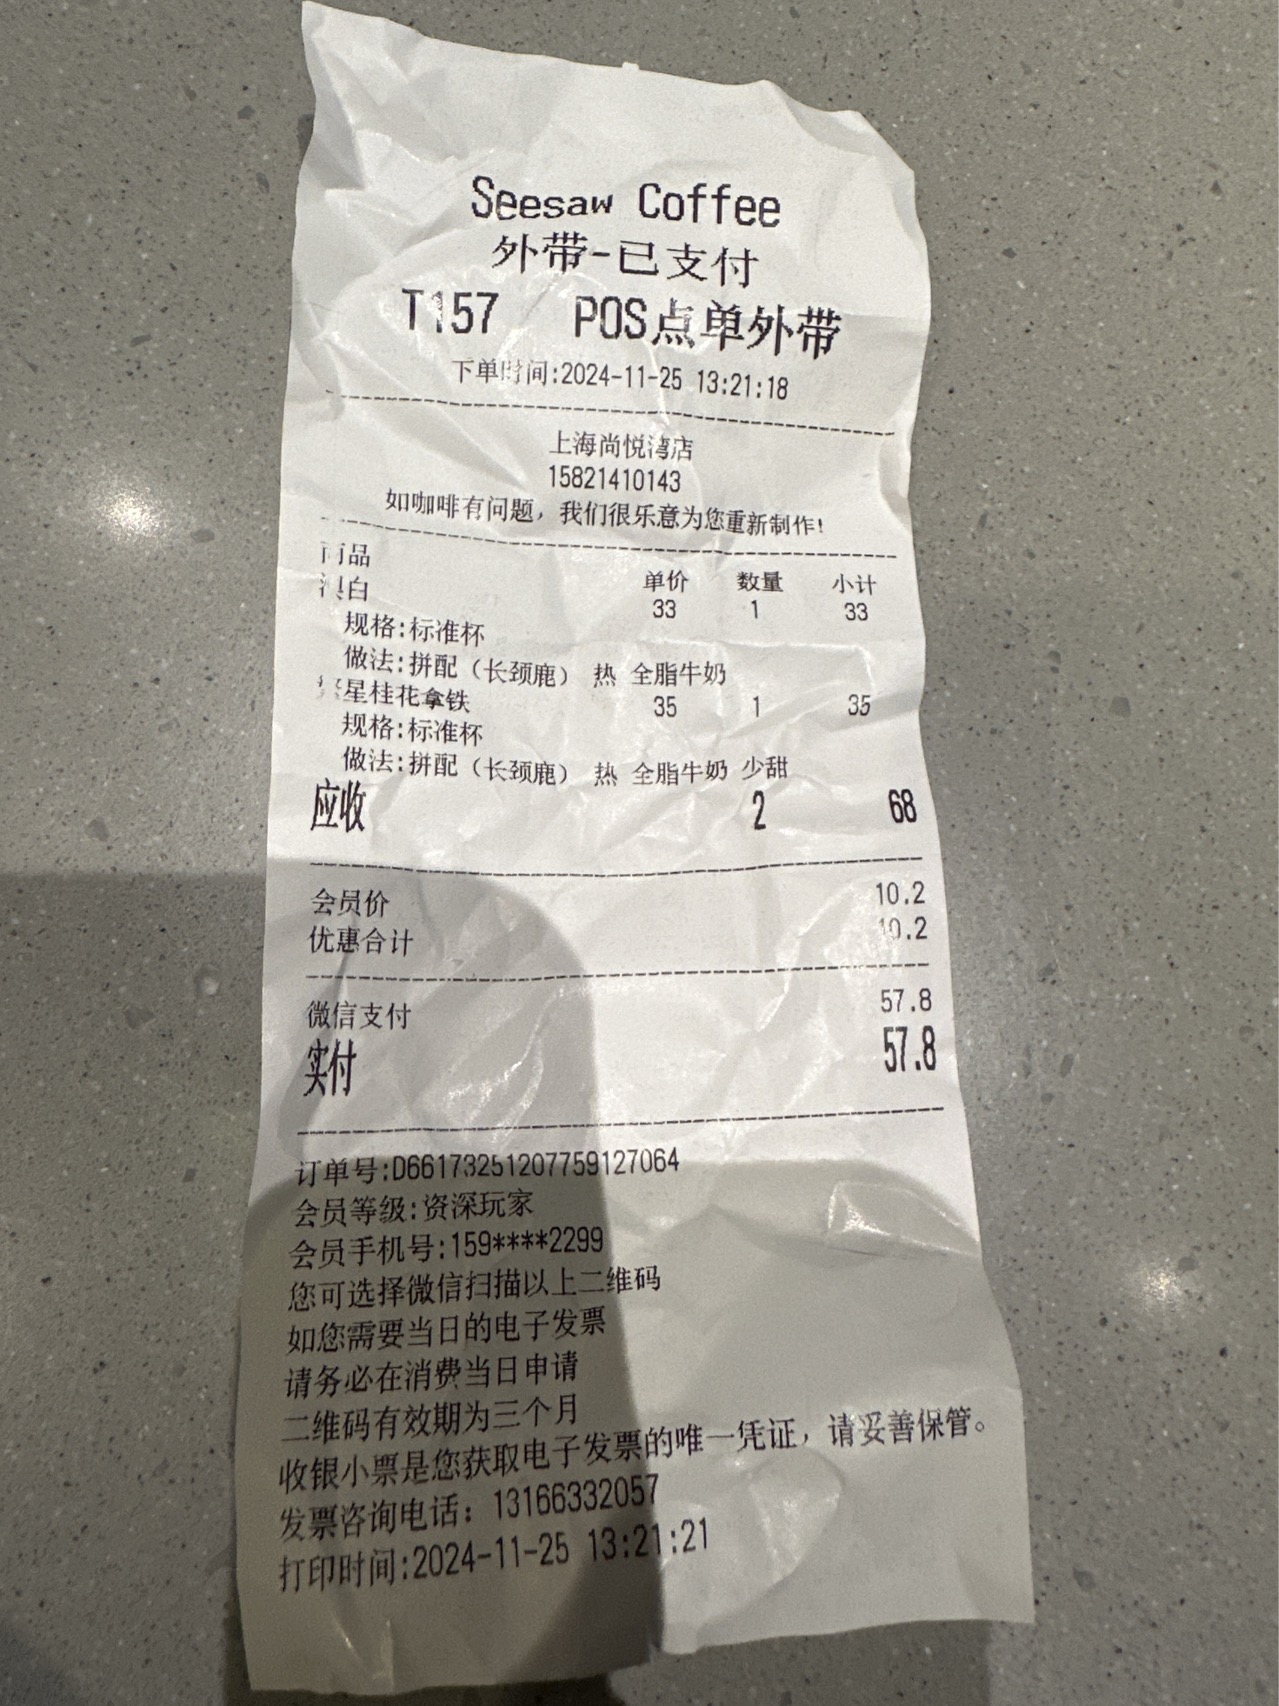 Seesaw Coffee
外带-已支付
T157 POS点单外带
下单时间:2024-11-25 13:21:18
上海尚悦湾店
15821410143
如咖啡有问题，我们很乐意为您重新制作!
商品 单价 数量 小计
澳白 33 1 33
规格:标准杯
做法:拼配（长颈鹿） 热 全脂牛奶
繁星桂花拿铁 35 1 35
规格:标准杯
做法:拼配（长颈鹿） 热 全脂牛奶 少甜
应收 2 68
会员价 10.2
优惠合计 10.2
微信支付 57.8
实付 57.8
订单号:D661732512077591​27064
会员等级:资深玩家
会员手机号:159****2299
您可选择微信扫描以上二维码
如您需要当日的电子发票
请务必在消费当日申请
二维码有效期为三个月
收银小票是您获取电子发票的唯一凭证，请妥善保管。
发票咨询电话：13166332057
打印时间:2024-11-25 13:21:21